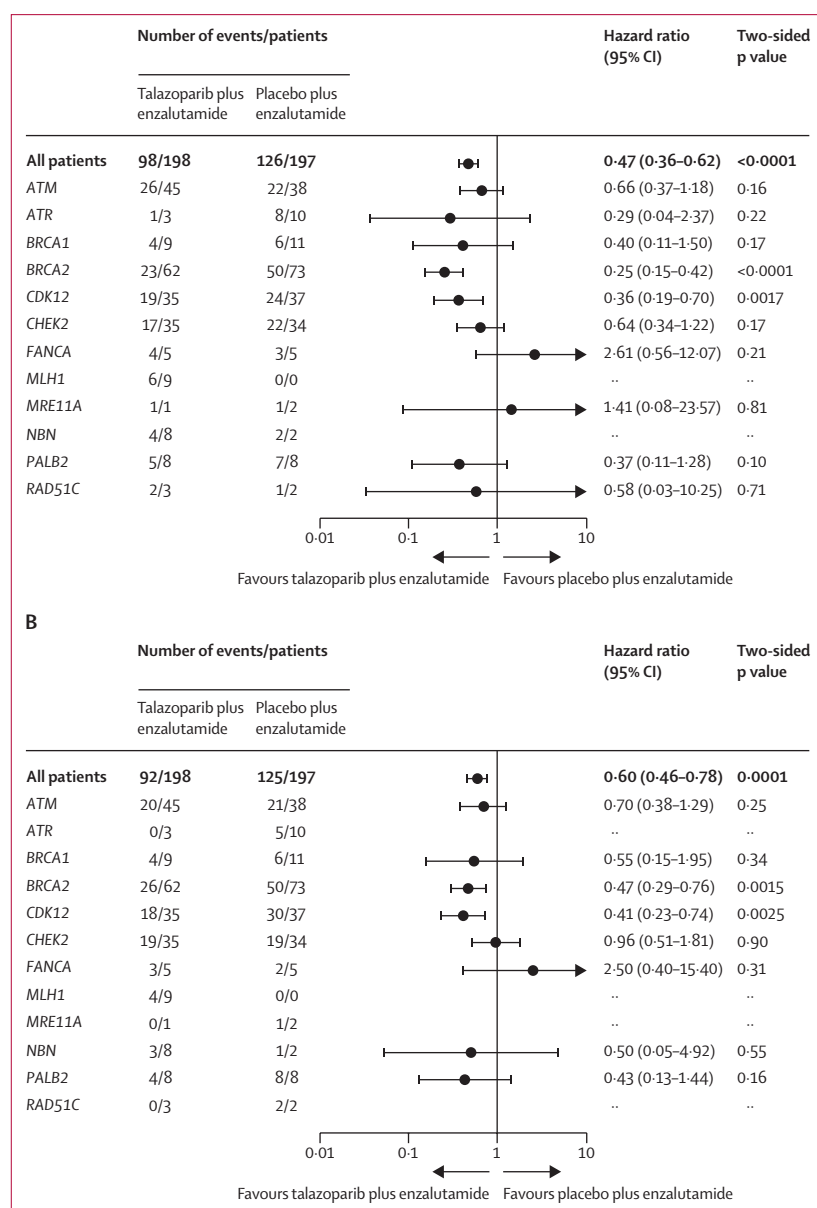 Number of events/patients Hazard ratio Two-sided
(95% CI) p value
Talazoparib plus Placebo plus
enzalutamide enzalutamide
All patients 98/198 126/197 0·47 (0·36–0·62) <0·0001
ATM 26/45 22/38 0·66 (0·37–1·18) 0·16
ATR 1/3 8/10 0·29 (0·04–2·37) 0·22
BRCA1 4/9 6/11 0·40 (0·11–1·50) 0·17
BRCA2 23/62 50/73 0·25 (0·15–0·42) <0·0001
CDK12 19/35 24/37 0·36 (0·19–0·70) 0·0017
CHEK2 17/35 22/34 0·64 (0·34–1·22) 0·17
FANCA 4/5 3/5 2·61 (0·56–12·07) 0·21
MLH1 6/9 0/0 ·· ··
MRE11A 1/1 1/2 1·41 (0·08–23·57) 0·81
NBN 4/8 2/2 ·· ··
PALB2 5/8 7/8 0·37 (0·11–1·28) 0·10
RAD51C 2/3 1/2 0·58 (0·03–10·25) 0·71
0·01 0·1 1 10
Favours talazoparib plus enzalutamide Favours placebo plus enzalutamide
B
Number of events/patients Hazard ratio Two-sided
(95% CI) p value
Talazoparib plus Placebo plus
enzalutamide enzalutamide
All patients 92/198 125/197 0·60 (0·46–0·78) 0·0001
ATM 20/45 21/38 0·70 (0·38–1·29) 0·25
ATR 0/3 5/10 ·· ··
BRCA1 4/9 6/11 0·55 (0·15–1·95) 0·34
BRCA2 26/62 50/73 0·47 (0·29–0·76) 0·0015
CDK12 18/35 30/37 0·41 (0·23–0·74) 0·0025
CHEK2 19/35 19/34 0·96 (0·51–1·81) 0·90
FANCA 3/5 2/5 2·50 (0·40–15·40) 0·31
MLH1 4/9 0/0 ·· ··
MRE11A 0/1 1/2 ·· ··
NBN 3/8 1/2 0·50 (0·05–4·92) 0·55
PALB2 4/8 8/8 0·43 (0·13–1·44) 0·16
RAD51C 0/3 2/2 ·· ··
0·01 0·1 1 10
Favours talazoparib plus enzalutamide Favours placebo plus enzalutamide